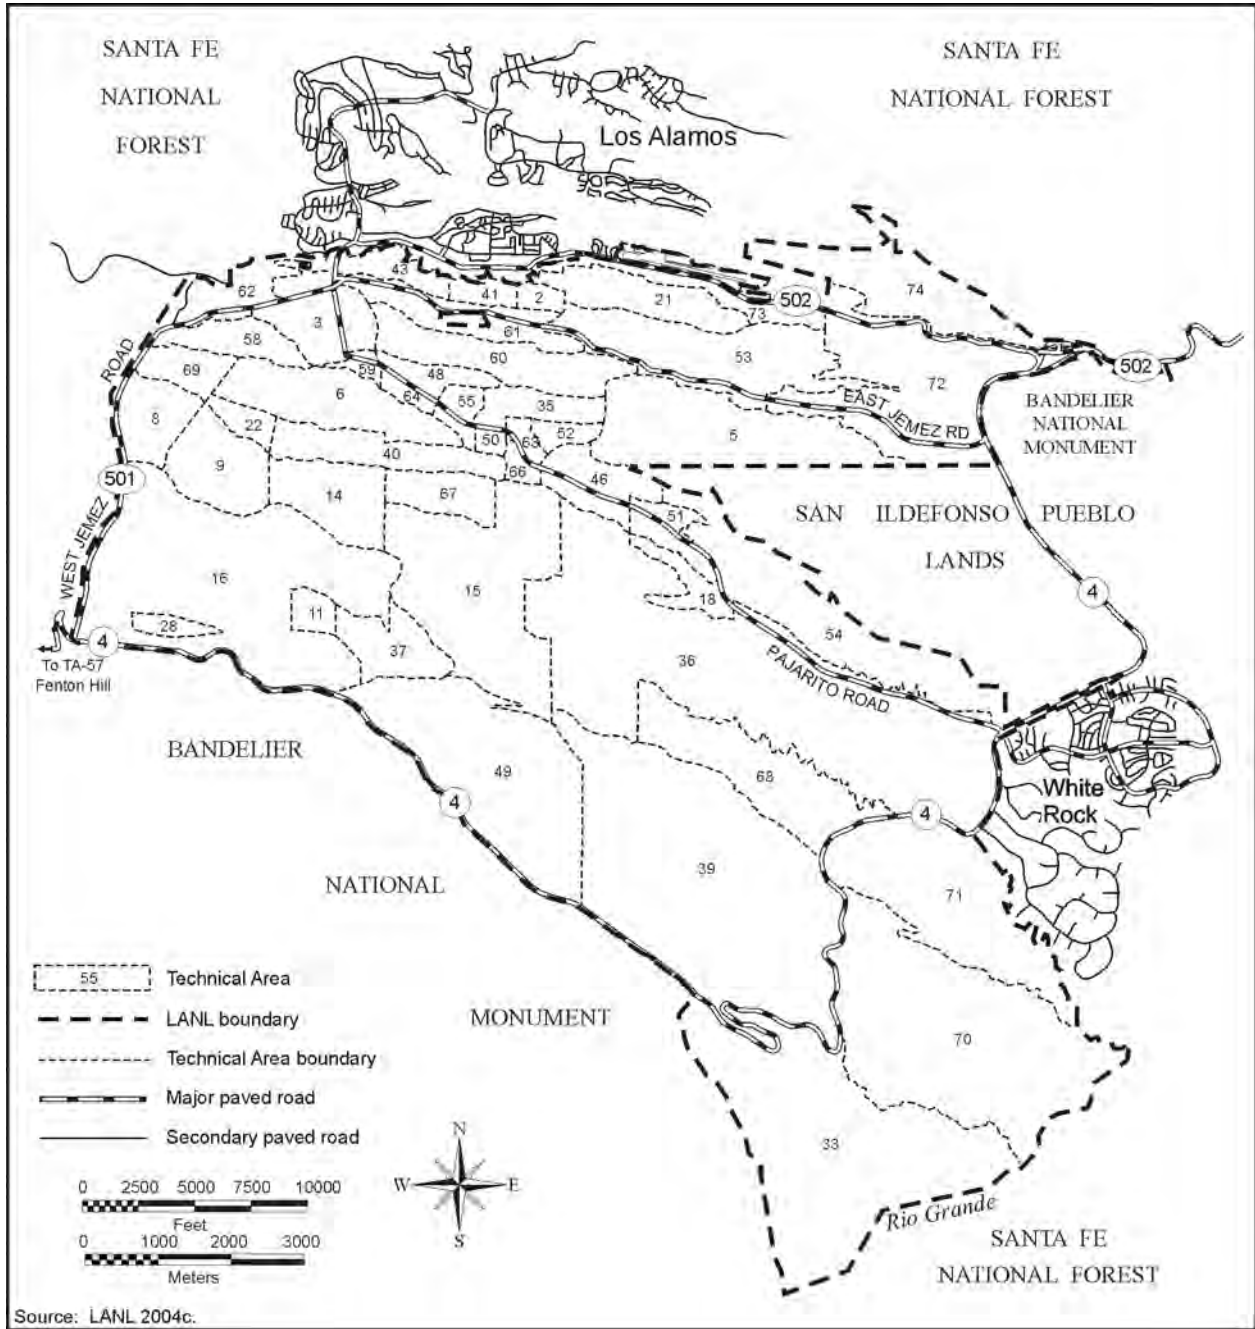 SANTA FE
NATIONAL
FOREST
SANTA FE
NATIONAL FOREST
Los Alamos
43
62
41
2
21
73
502
74
3
61
58
60
53
502
69
59
48
72
6
64
55
35
EAST JEMEZ RD
BANDELIER
NATIONAL
MONUMENT
ROAD
8
22
50
63
52
5
40
9
66
46
501
14
67
51
SAN ILDEFONSO PUEBLO
LANDS
WEST JEMEZ
16
15
18
4
28
11
54
4
37
36
To TA-57
Fenton Hill
PAJARITO ROAD
BANDELIER
49
68
White
Rock
4
4
39
NATIONAL
71
55
Technical Area
LANL boundary
MONUMENT
Technical Area boundary
70
Major paved road
Secondary paved road
33
N
W E
S
0 2500 5000 7500 10000
Feet
0 1000 2000 3000
Meters
Rio Grande
SANTA FE
NATIONAL FOREST
Source: LANL 2004c.